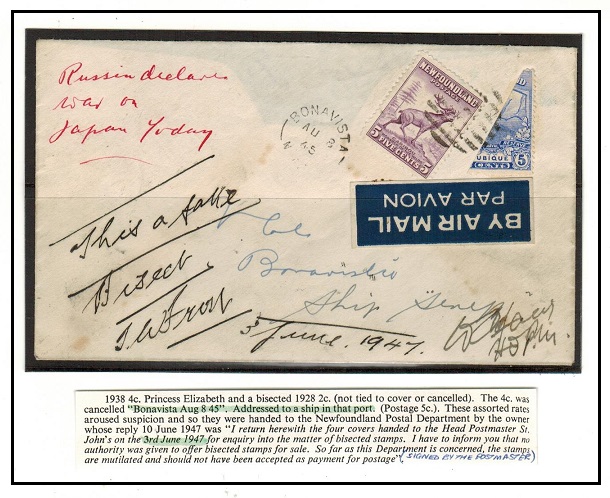 Russia declares
war on
Japan Today
BONAVISTA
AU 8
45
N
NEWFOUNDLAND
POSTAGE
5 FIVE CENTS 5
UBIQUE
CENTS 5
BY AIR MAIL
PAR AVION
This a fake
Bisect
3rd June 1947.
Bonavista
Ship
H.P.M.
1938 4c. Princess Elizabeth and a bisected 1928 2c. (not tied to cover or cancelled). The 4c. was
cancelled "Bonavista Aug 8 45". Addressed to a ship in that port. (Postage 5c.). These assorted rates
aroused suspicion and so they were handed to the Newfoundland Postal Department by the owner
whose reply 10 June 1947 was "I return herewith the four covers handed to the Head Postmaster St.
John's on the 3rd June 1947 for enquiry into the matter of bisected stamps. I have to inform you that no
authority was given to offer bisected stamps for sale. So far as this Department is concerned, the stamps
are mutilated and should not have been accepted as payment for postage" (SIGNED BY THE POSTMASTER)